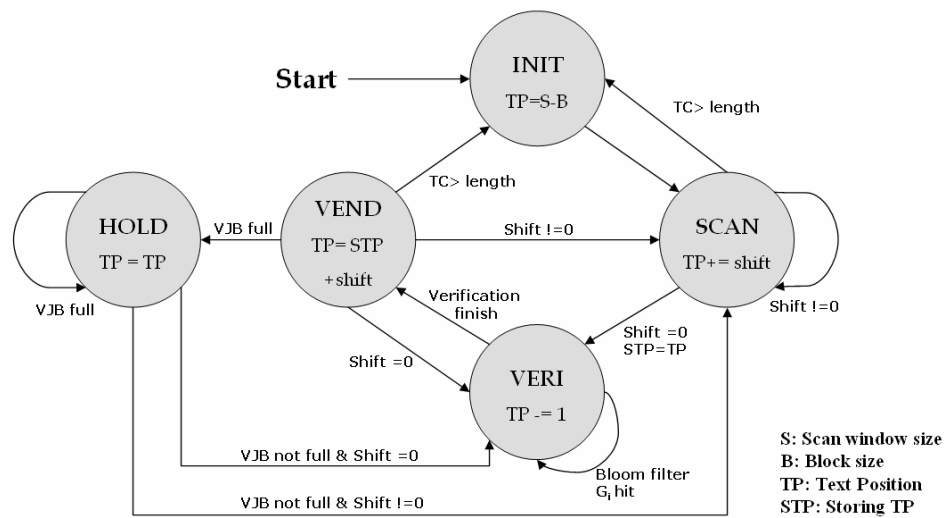 INIT
TP=S-B
Start
TC> length
TC> length
HOLD
TP = TP
VJB full
VJB full
VEND
TP= STP
+shift
Shift !=0
SCAN
TP+= shift
Shift !=0
Verification
finish
Shift =0
STP=TP
Shift =0
VERI
TP -= 1
Bloom filter
Gi hit
VJB not full & Shift =0
VJB not full & Shift !=0
S: Scan window size
B: Block size
TP: Text Position
STP: Storing TP